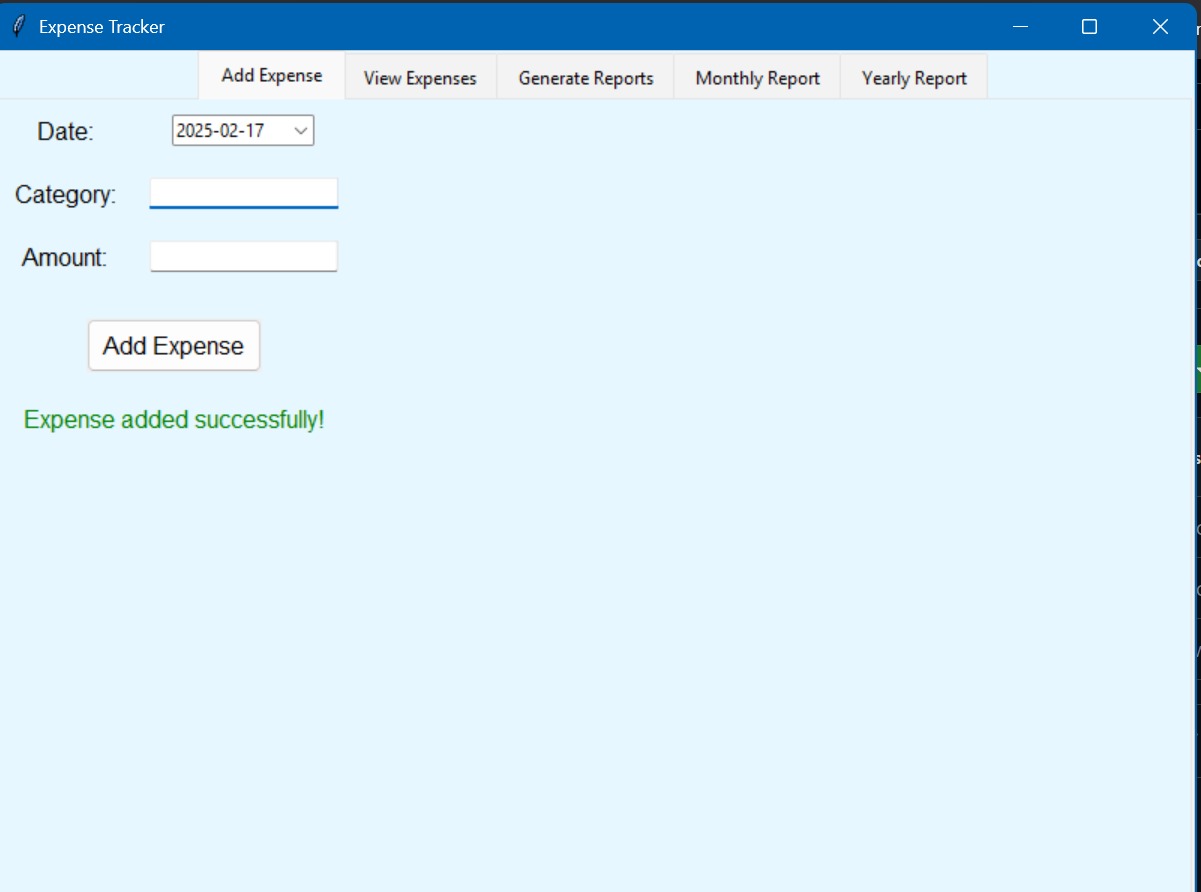 Expense Tracker
Add Expense View Expenses Generate Reports Monthly Report Yearly Report
Date: 2025-02-17
Category:
Amount:
Add Expense
Expense added successfully!